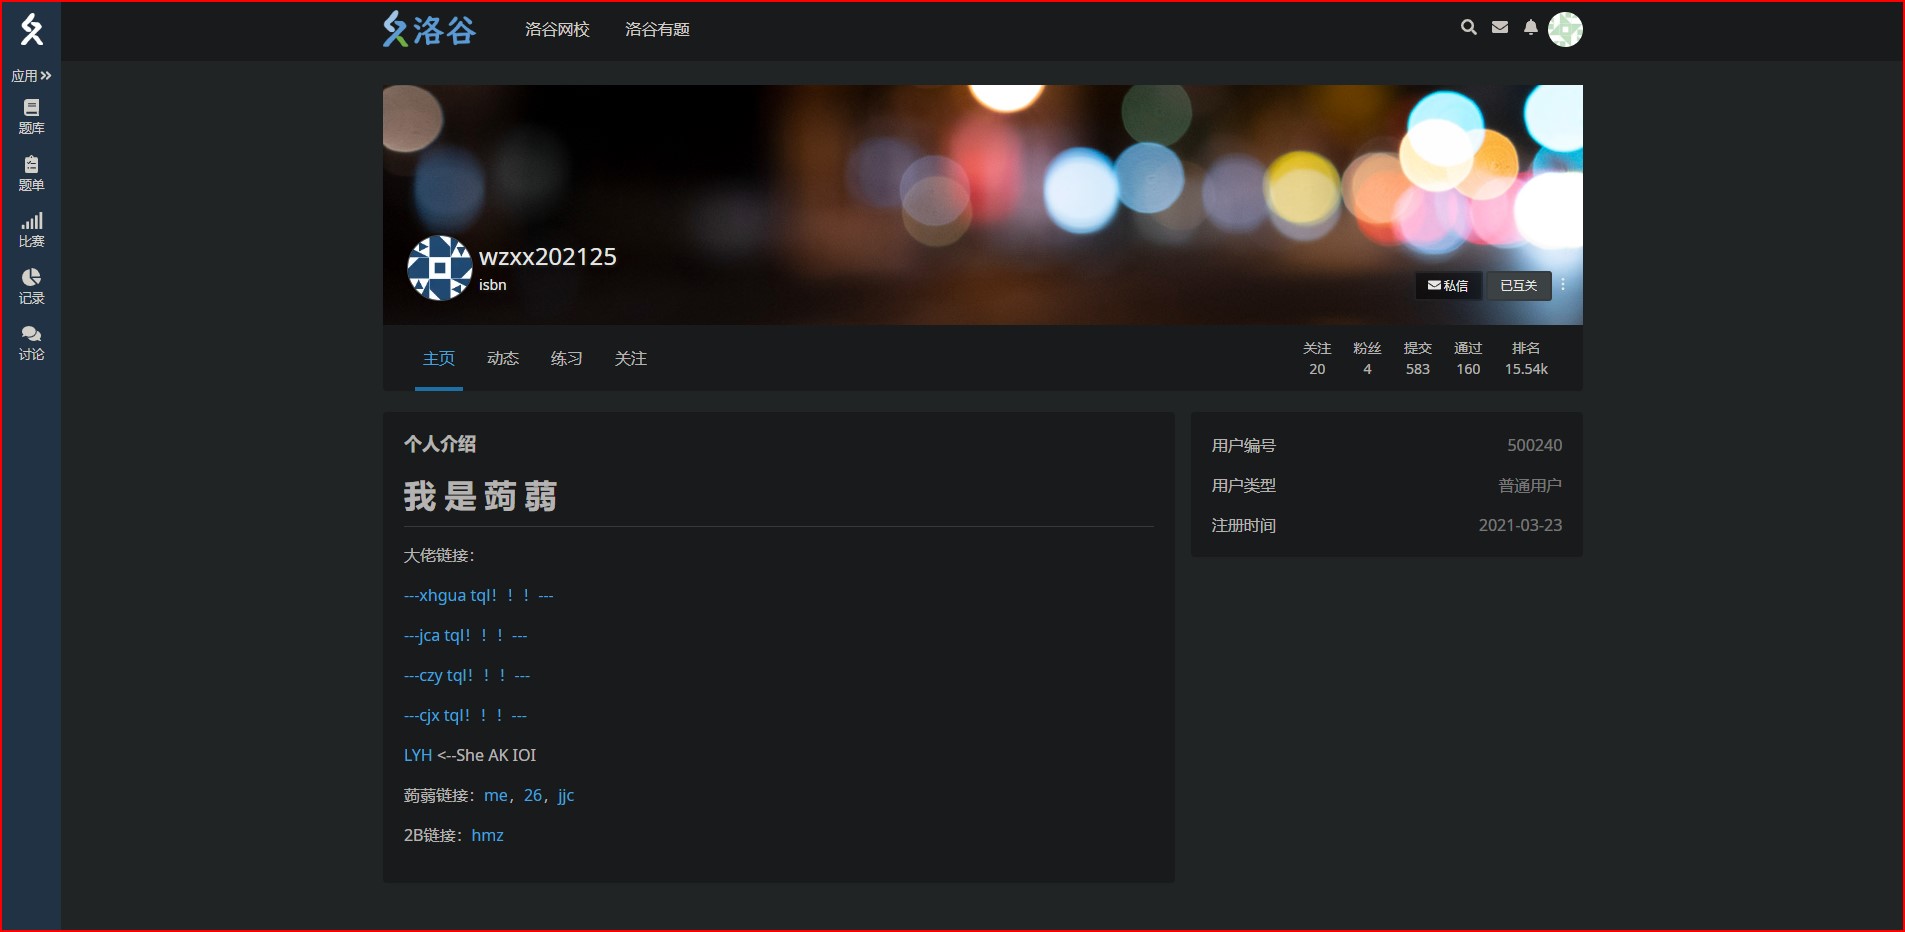 洛谷
洛谷网校
洛谷有题
应用
题库
题单
比赛
记录
讨论
wzxx202125
isbn
私信
已互关
主页
动态
练习
关注
关注
20
粉丝
4
提交
583
通过
160
排名
15.54k
个人介绍
我 是 蒟 蒻
大佬链接：
---xhgua tql！！！---
---jca tql！！！---
---czy tql！！！---
---cjx tql！！！---
LYH <--She AK IOI
蒟蒻链接：me，26，jjc
2B链接：hmz
用户编号 500240
用户类型 普通用户
注册时间 2021-03-23